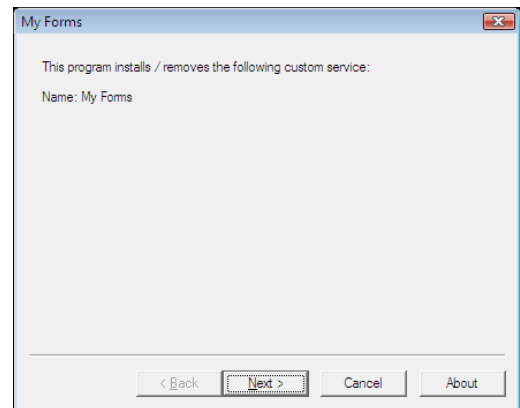 My Forms
This program installs / removes the following custom service:
Name: My Forms
< Back Next > Cancel About